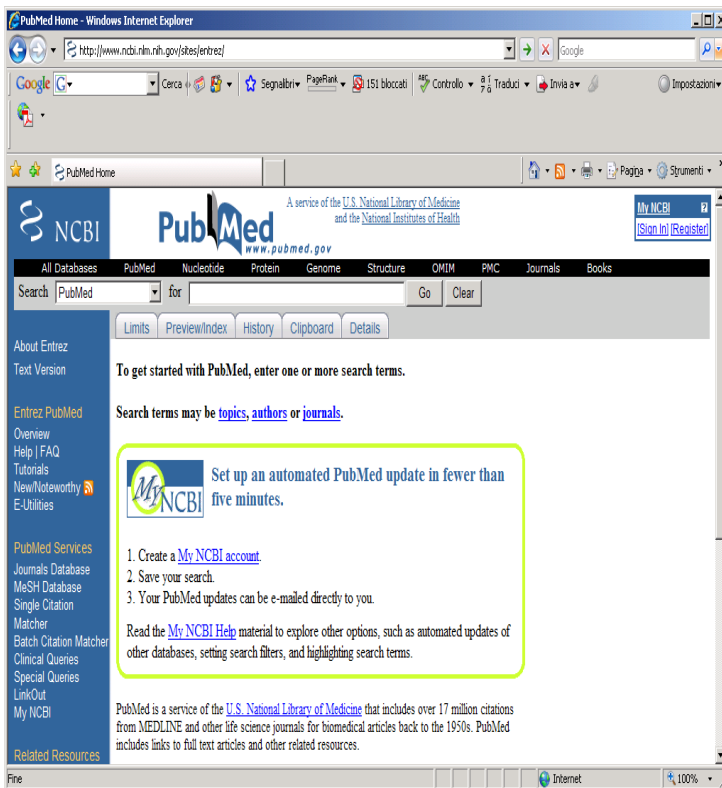 PubMed Home - Windows Internet Explorer
http://www.ncbi.nlm.nih.gov/sites/entrez/
Google
Google G Cerca Segnalibri PageRank 151 bloccati Controllo Traduci Invia a Impostazioni
PubMed Home
Pagina Strumenti
NCBI
PubMed
www.pubmed.gov
A service of the U.S. National Library of Medicine
and the National Institutes of Health
My NCBI ?
[Sign In] [Register]
All Databases PubMed Nucleotide Protein Genome Structure OMIM PMC Journals Books
Search PubMed for Go Clear
Limits Preview/Index History Clipboard Details
About Entrez
Text Version
Entrez PubMed
Overview
Help | FAQ
Tutorials
New/Noteworthy
E-Utilities
PubMed Services
Journals Database
MeSH Database
Single Citation
Matcher
Batch Citation Matcher
Clinical Queries
Special Queries
LinkOut
My NCBI
Related Resources
To get started with PubMed, enter one or more search terms.
Search terms may be topics, authors or journals.
My NCBI
Set up an automated PubMed update in fewer than
five minutes.
1. Create a My NCBI account.
2. Save your search.
3. Your PubMed updates can be e-mailed directly to you.
Read the My NCBI Help material to explore other options, such as automated updates of
other databases, setting search filters, and highlighting search terms.
PubMed is a service of the U.S. National Library of Medicine that includes over 17 million citations
from MEDLINE and other life science journals for biomedical articles back to the 1950s. PubMed
includes links to full text articles and other related resources.
Fine Internet 100%